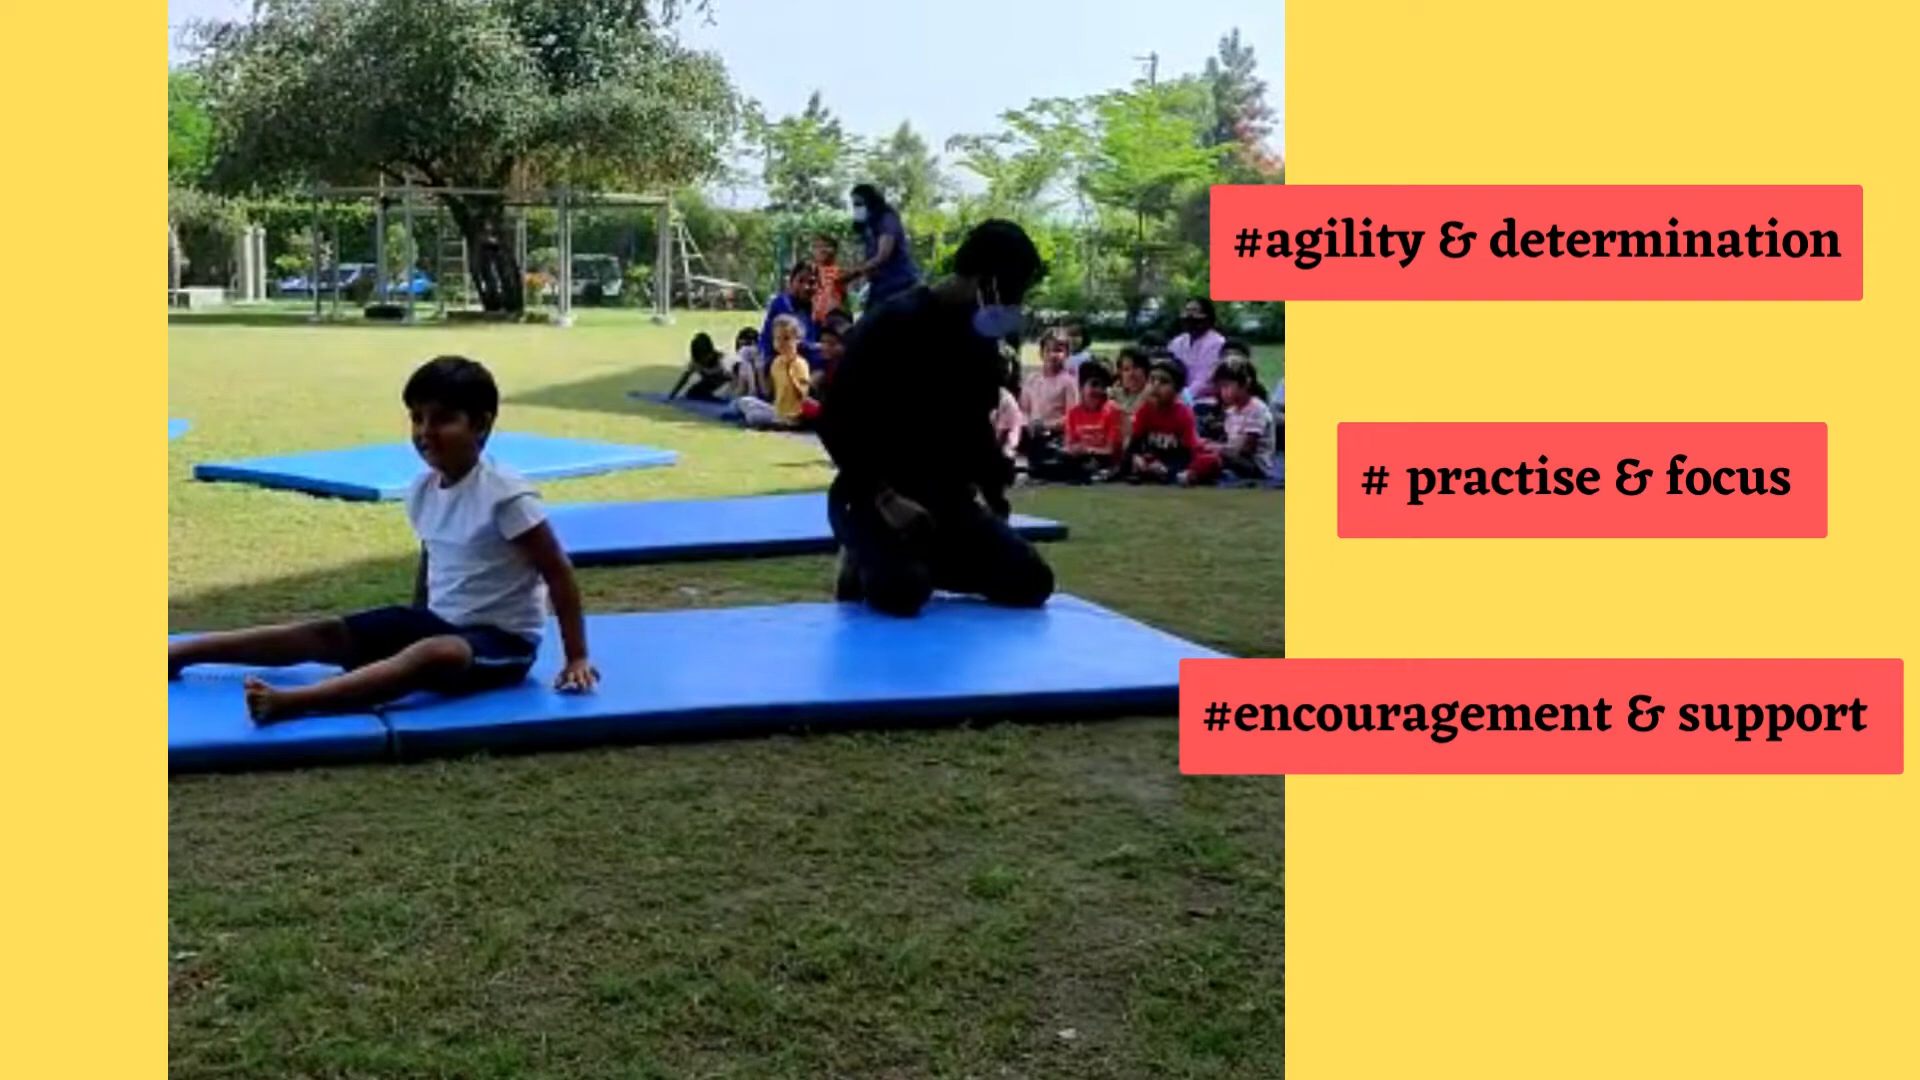 #agility & determination
# practise & focus
#encouragement & support